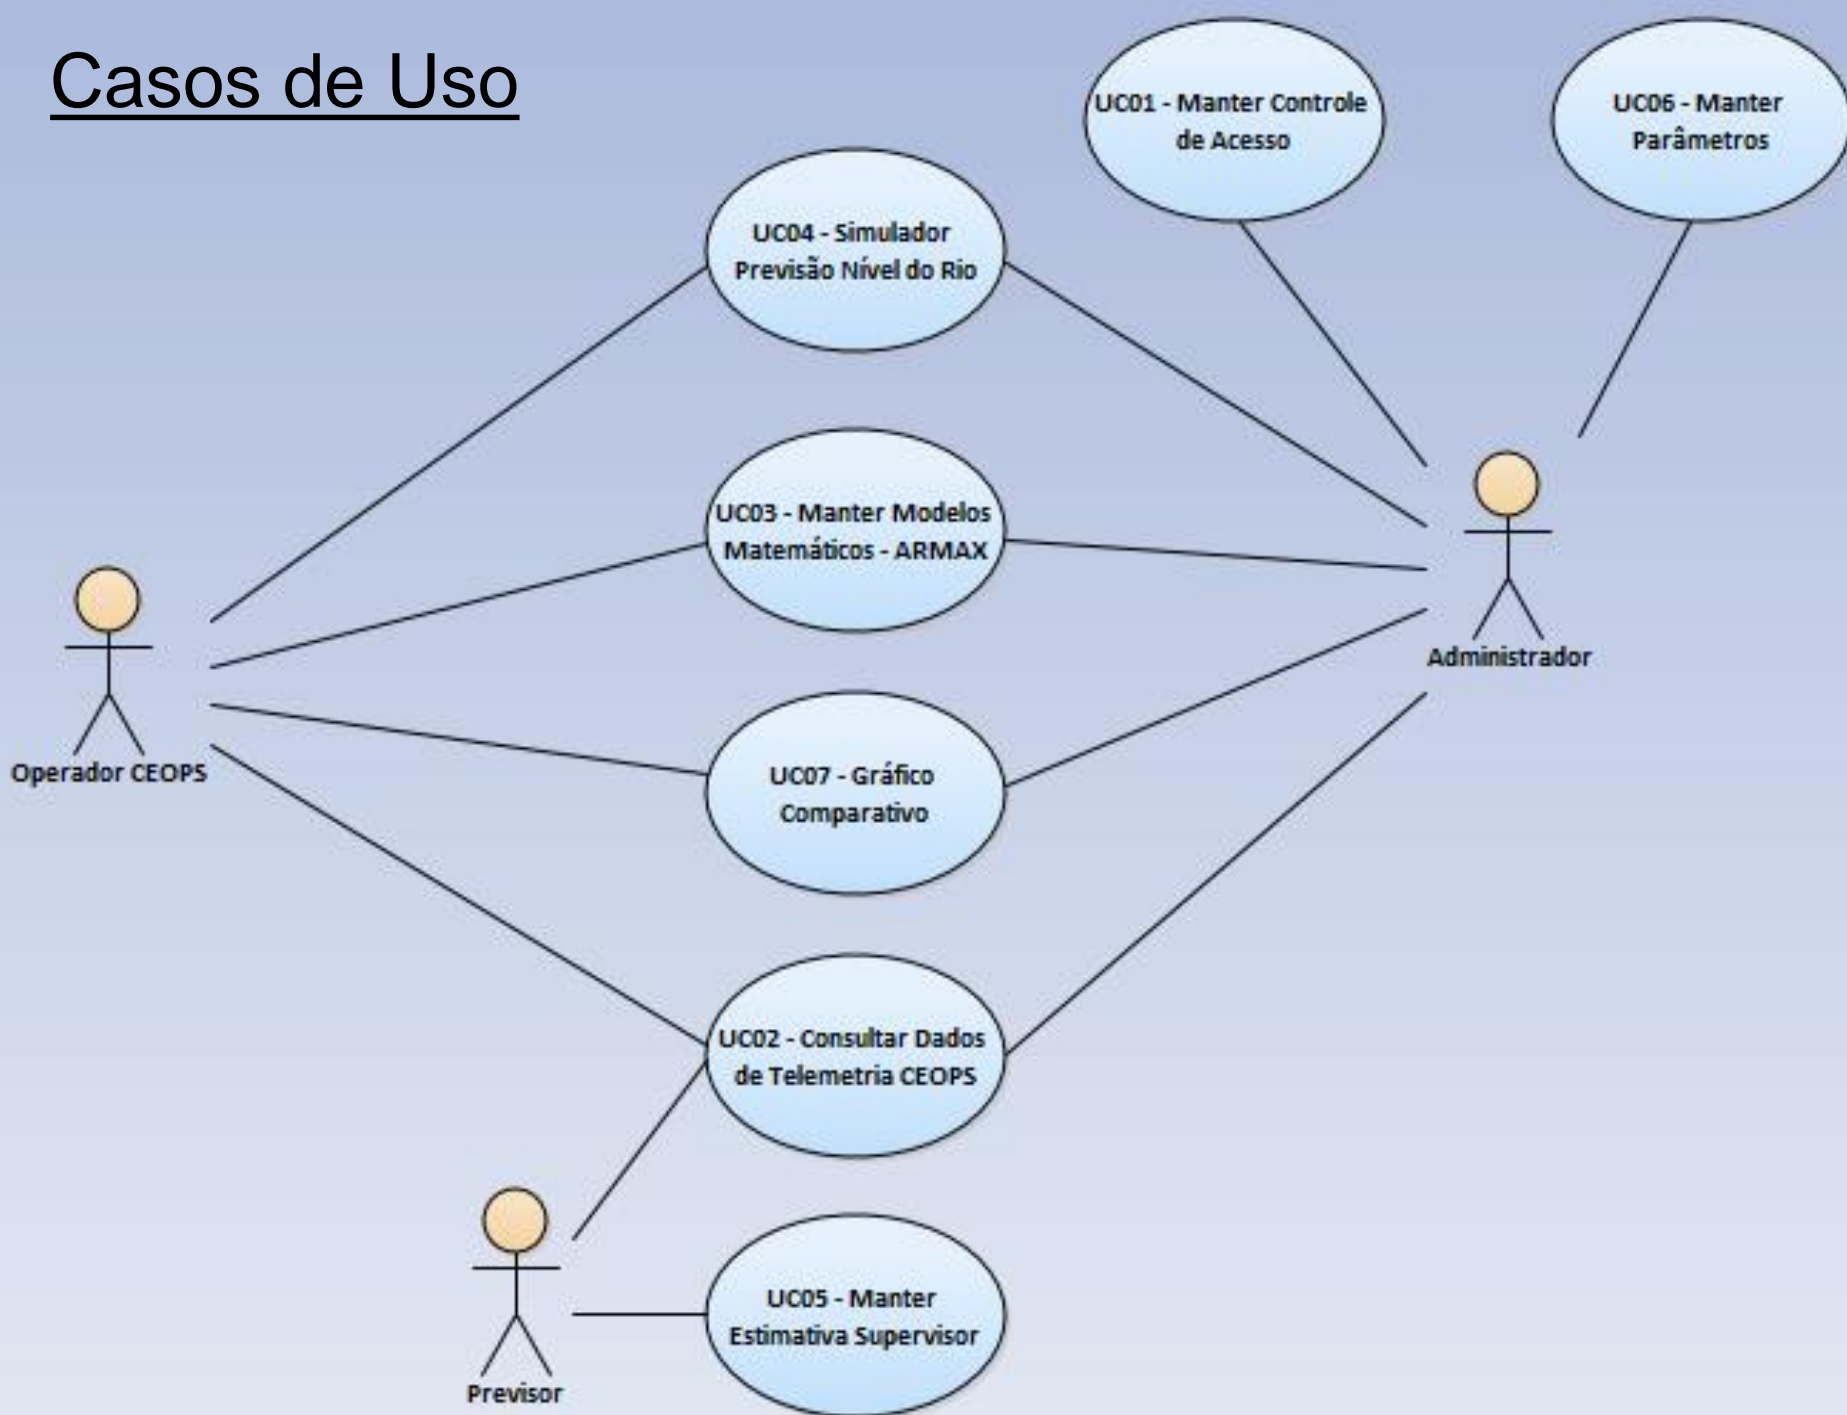 Casos de Uso
UC01 - Manter Controle
de Acesso
UC06 - Manter
Parâmetros
UC04 - Simulador
Previsão Nível do Rio
UC03 - Manter Modelos
Matemáticos - ARMAX
Administrador
Operador CEOPS
UC07 - Gráfico
Comparativo
UC02 - Consultar Dados
de Telemetria CEOPS
UC05 - Manter
Estimativa Supervisor
Previsor